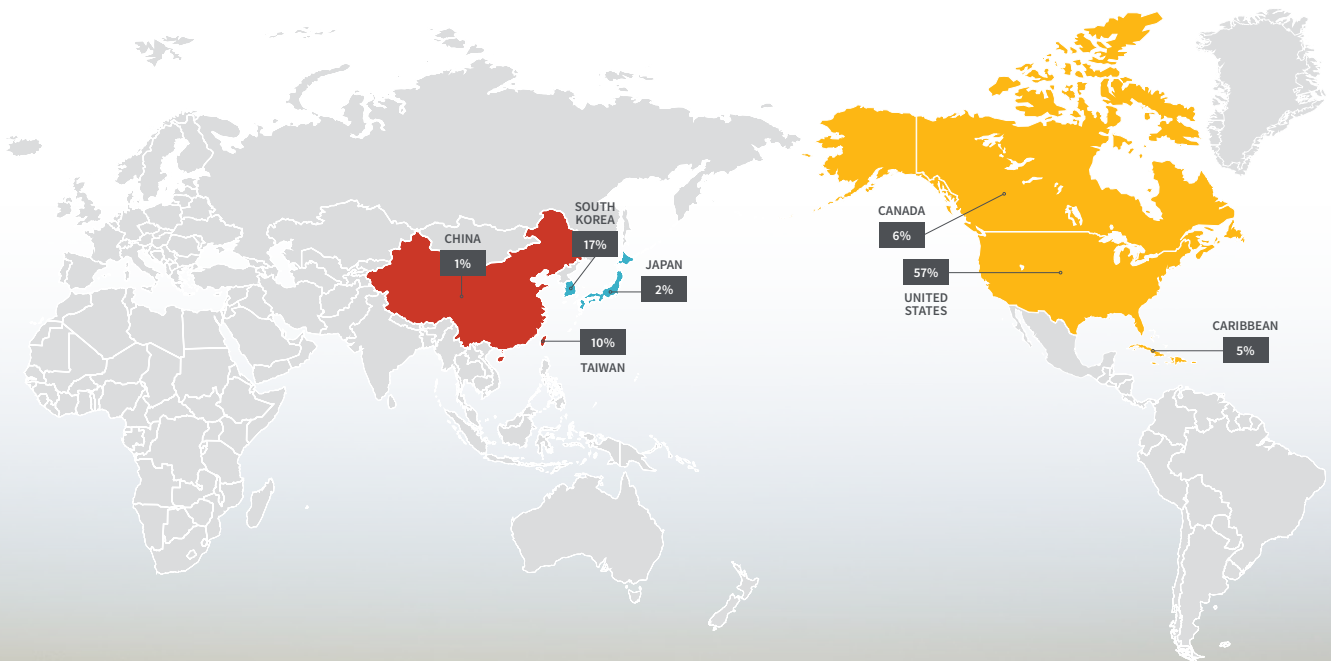 SOUTH
KOREA
17%
CHINA
1%
JAPAN
2%
10%
TAIWAN
CANADA
6%
57%
UNITED
STATES
CARIBBEAN
5%